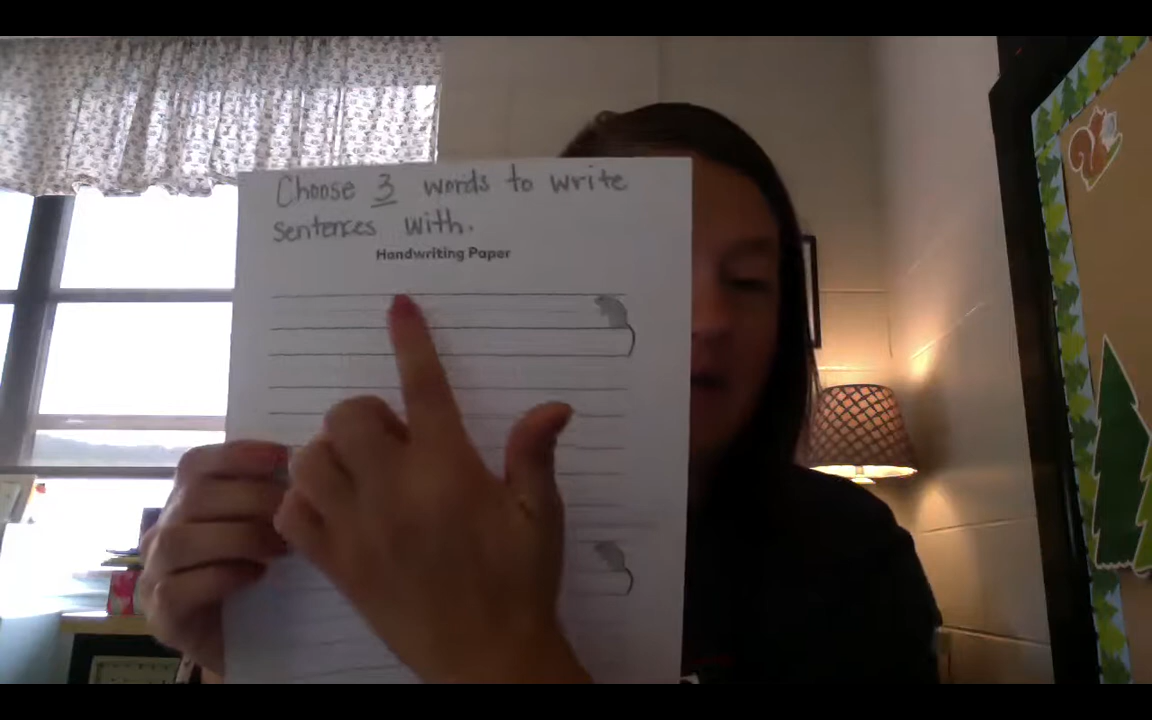 Choose 3 words to write
sentences with.
Handwriting Paper